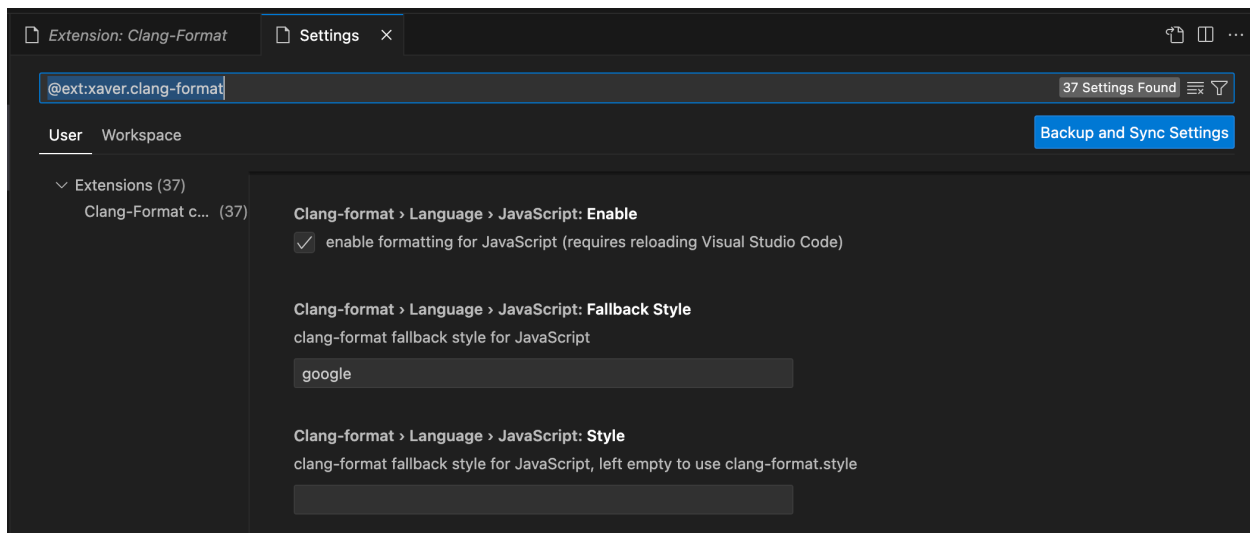 Extension: Clang-Format
Settings
@ext:xaver.clang-format
37 Settings Found
User Workspace
Backup and Sync Settings
Extensions (37)
Clang-Format c... (37)
Clang-format › Language › JavaScript: Enable
enable formatting for JavaScript (requires reloading Visual Studio Code)
Clang-format › Language › JavaScript: Fallback Style
clang-format fallback style for JavaScript
google
Clang-format › Language › JavaScript: Style
clang-format fallback style for JavaScript, left empty to use clang-format.style